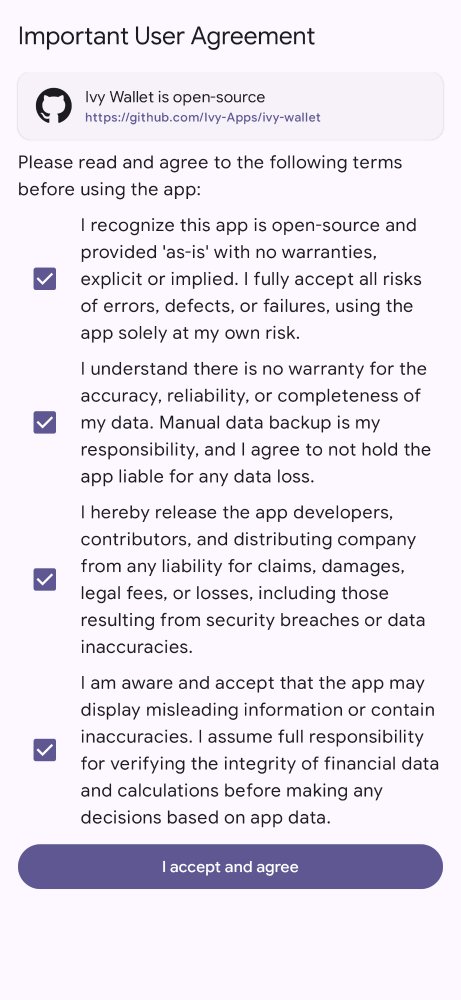 Important User Agreement
Ivy Wallet is open-source
https://github.com/Ivy-Apps/ivy-wallet
Please read and agree to the following terms
before using the app:
I recognize this app is open-source and
provided 'as-is' with no warranties,
explicit or implied. I fully accept all risks
of errors, defects, or failures, using the
app solely at my own risk.
I understand there is no warranty for the
accuracy, reliability, or completeness of
my data. Manual data backup is my
responsibility, and I agree to not hold the
app liable for any data loss.
I hereby release the app developers,
contributors, and distributing company
from any liability for claims, damages,
legal fees, or losses, including those
resulting from security breaches or data
inaccuracies.
I am aware and accept that the app may
display misleading information or contain
inaccuracies. I assume full responsibility
for verifying the integrity of financial data
and calculations before making any
decisions based on app data.
I accept and agree